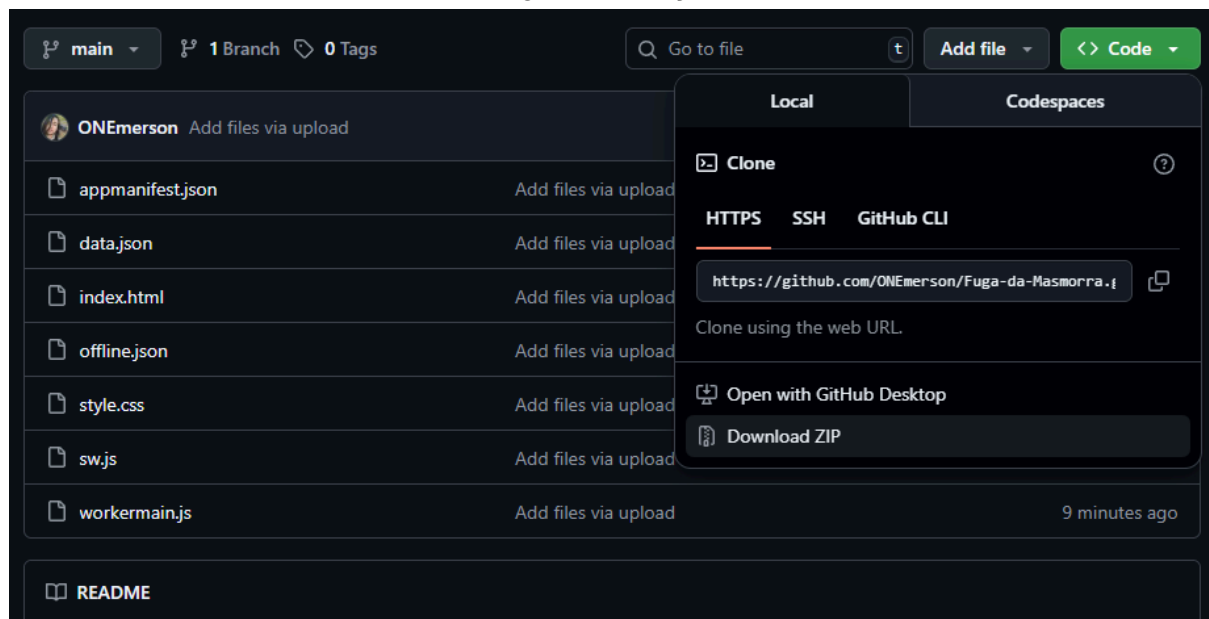 main 1 Branch 0 Tags Go to file t Add file <> Code
Local Codespaces
ONEmerson Add files via upload
Clone
appmanifest.json Add files via upload
HTTPS SSH GitHub CLI
data.json Add files via upload
https://github.com/ONEmerson/Fuga-da-Masmorra.g
index.html Add files via upload
Clone using the web URL.
offline.json Add files via upload
Open with GitHub Desktop
style.css Add files via upload
Download ZIP
sw.js Add files via upload
workermain.js Add files via upload 9 minutes ago
README